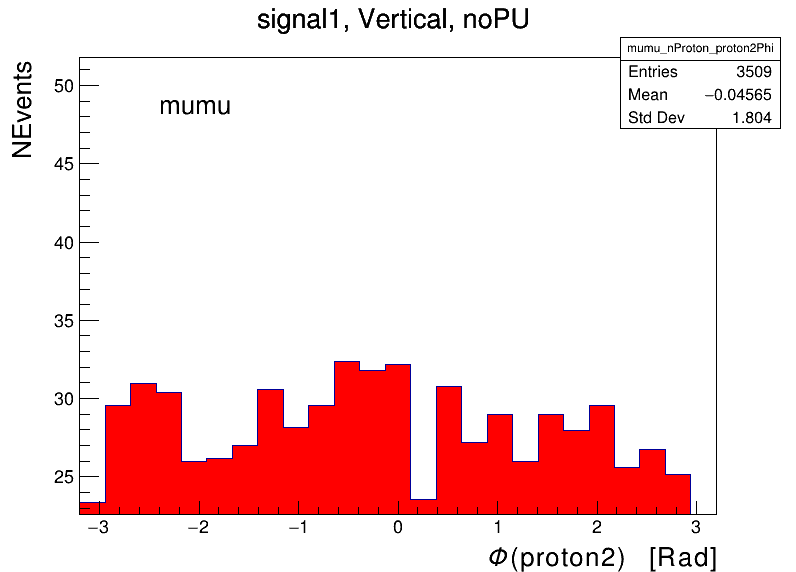 signal1, Vertical, noPU
mumu_nProton_proton2Phi
Entries 3509
Mean −0.04565
Std Dev 1.804
NEvents
mumu
50
45
40
35
30
25
−3 −2 −1 0 1 2 3
Φ(proton2) [Rad]